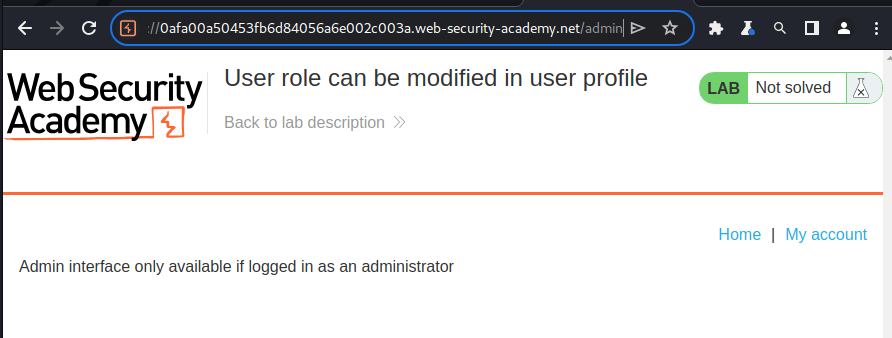 ://0afa00a50453fb6d84056a6e002c003a.web-security-academy.net/admin
Web Security
Academy
User role can be modified in user profile
Back to lab description
LAB Not solved
Home | My account
Admin interface only available if logged in as an administrator